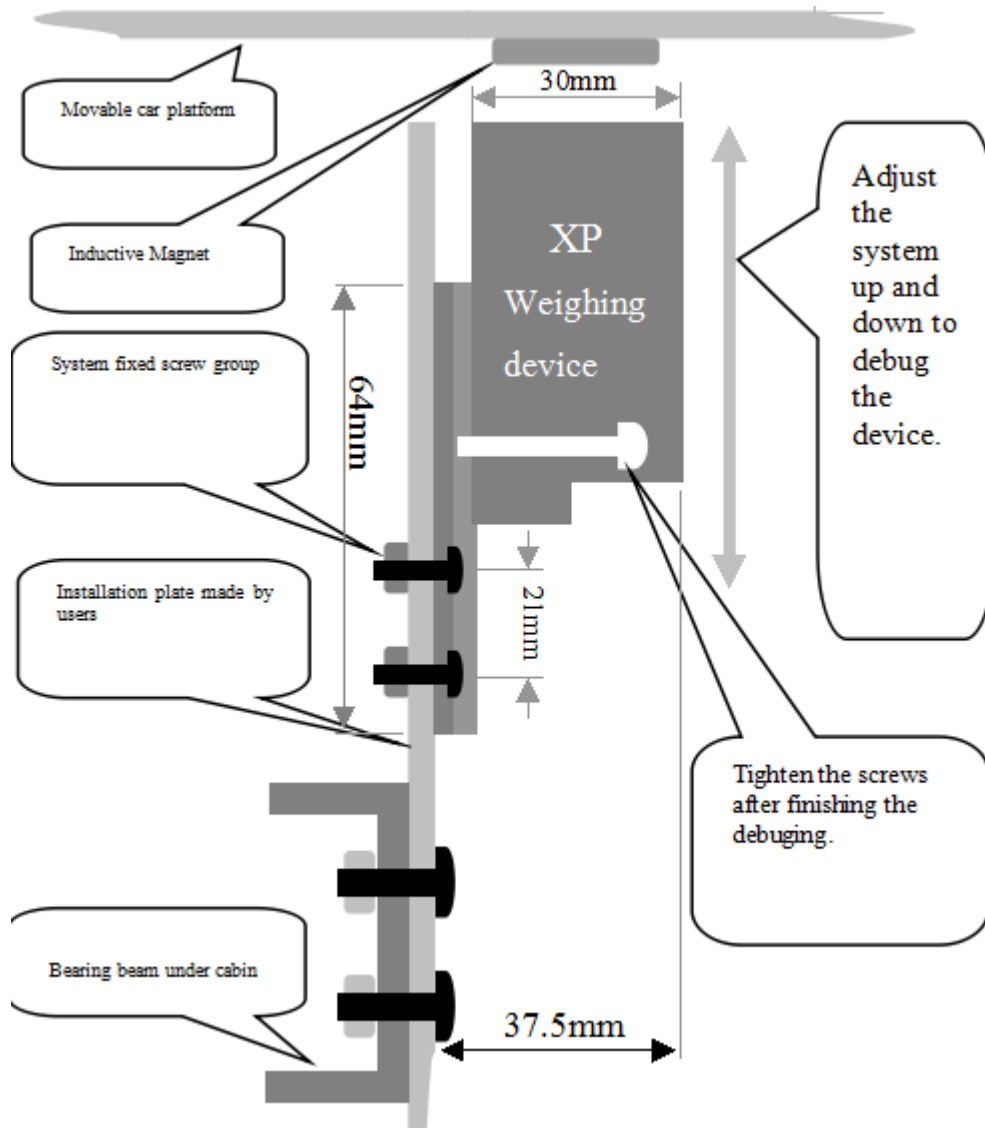 30mm
Movable car platform
Inductive Magnet
XP
Weighing
device
Adjust
the
system
up and
down to
debug
the
device.
System fixed screw group
64mm
Installation plate made by
users
21mm
Tighten the screws
after finishing the
debuging.
Bearing beam under cabin
37.5mm